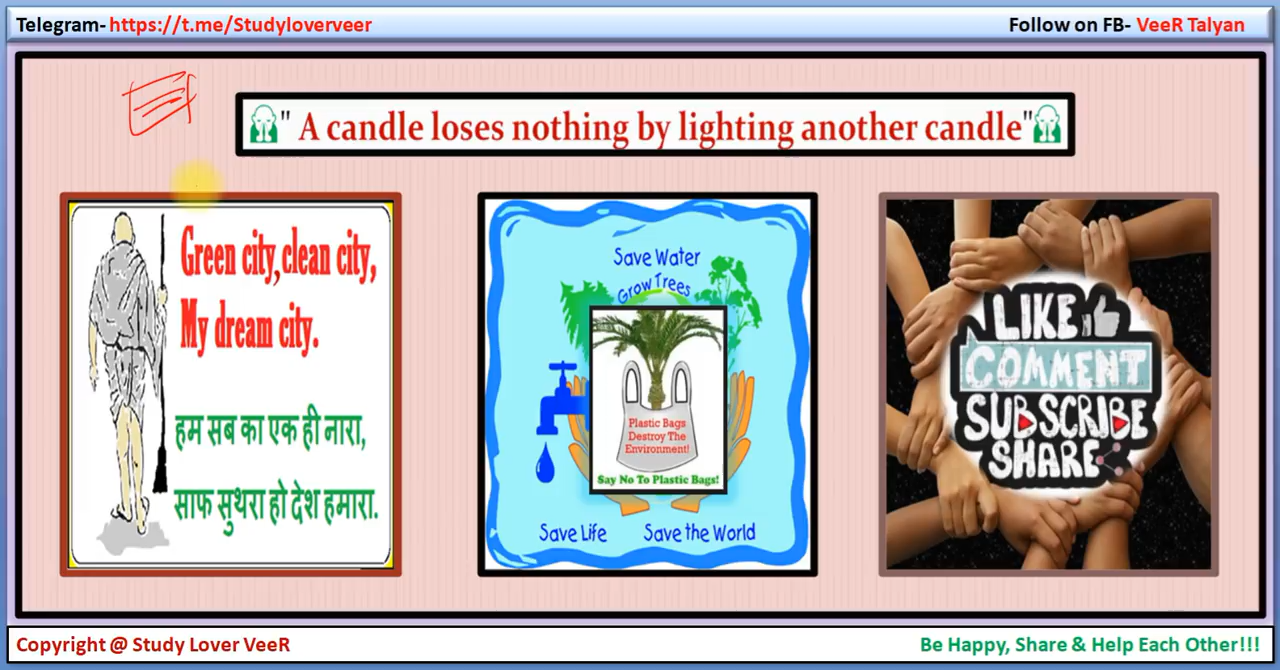 Telegram- https://t.me/Studyloverveer
Follow on FB- VeeR Talyan
" A candle loses nothing by lighting another candle"
Green city,clean city,
My dream city.
हम सब का एक ही नारा,
साफ सुथरा हो देश हमारा.
Save Water
Grow Trees
Plastic Bags
Destroy The
Environment!
Say No To Plastic Bags!
Save Life
Save the World
LIKE
COMMENT
SUBSCRIBE
SHARE
Copyright @ Study Lover VeeR
Be Happy, Share & Help Each Other!!!